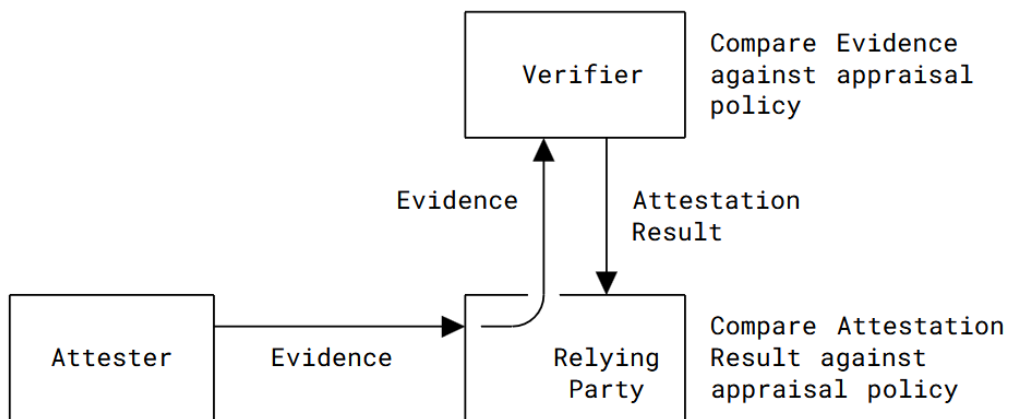 Verifier
Compare Evidence
against appraisal
policy
Evidence
Attestation
Result
Attester
Evidence
Relying
Party
Compare Attestation
Result against
appraisal policy